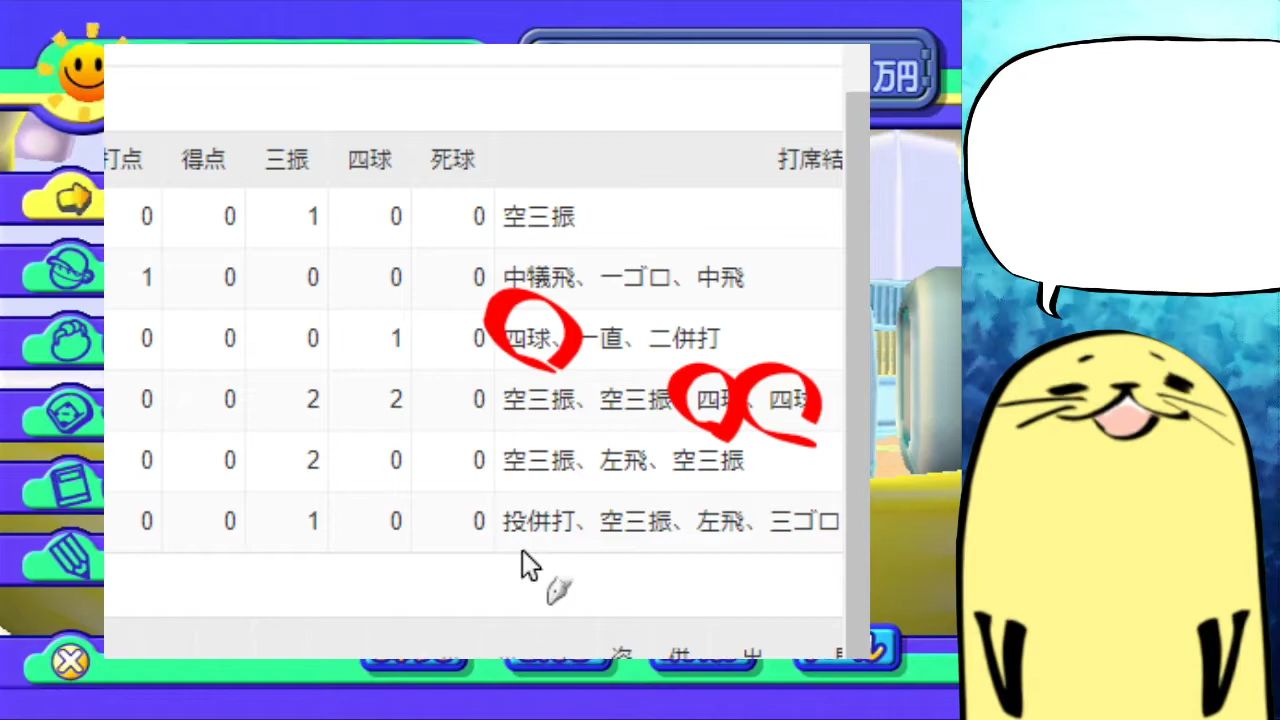 万円
打点 得点 三振 四球 死球 打席結
0 0 1 0 0 空三振
1 0 0 0 0 中犠飛、一ゴロ、中飛
0 0 0 1 0 四球、一直、二併打
0 0 2 2 0 空三振、空三振、四球、四球
0 0 2 0 0 空三振、左飛、空三振
0 0 1 0 0 投併打、空三振、左飛、三ゴロ